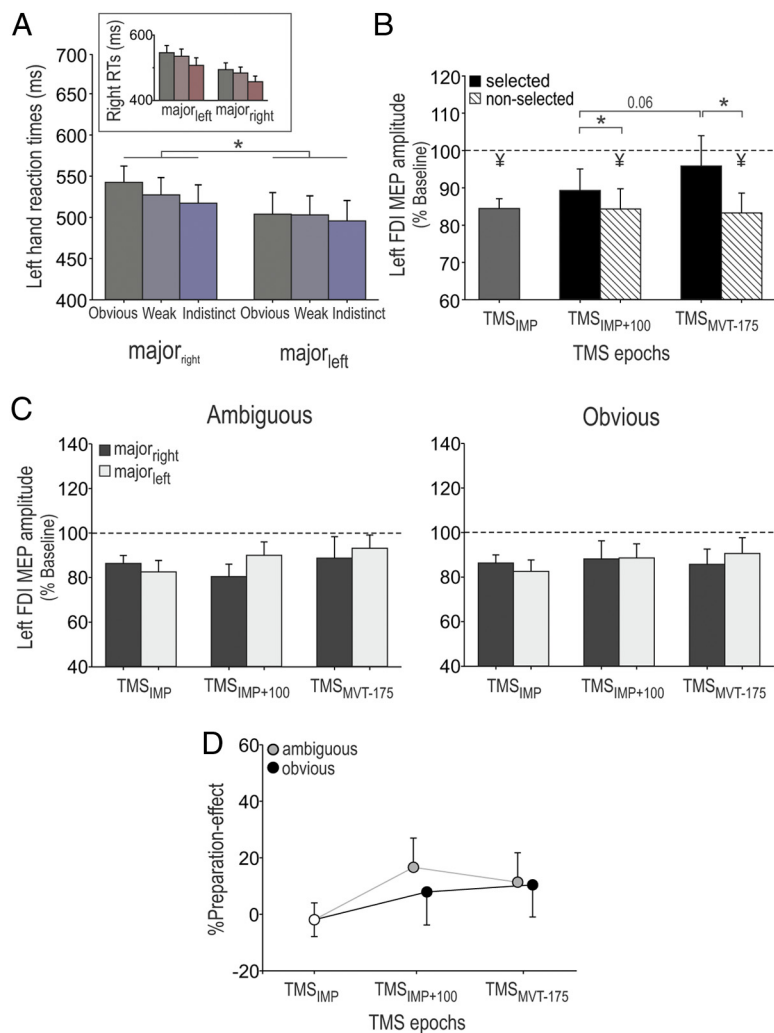 A
Left hand reaction times (ms)
700
650
600
550
500
450
400
Right RTs (ms)
600
400
major left
major right
*
Obvious Weak Indistinct
Obvious Weak Indistinct
major right
major left
B
Left FDI MEP amplitude
(% Baseline)
120
110
100
90
80
70
60
selected
non-selected
0.06
*
*
¥
¥
¥
TMS IMP
TMS IMP+100
TMS MVT-175
TMS epochs
C
Ambiguous
Left FDI MEP amplitude
(% Baseline)
140
120
100
80
60
40
major right
major left
TMS IMP
TMS IMP+100
TMS MVT-175
Obvious
140
120
100
80
60
40
TMS IMP
TMS IMP+100
TMS MVT-175
D
%Preparation-effect
60
40
20
0
-20
ambiguous
obvious
TMS IMP
TMS IMP+100
TMS MVT-175
TMS epochs